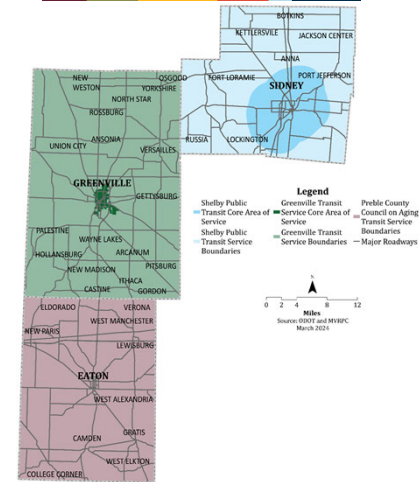 BOTKINS
KETTLERSVILLE
JACKSON CENTER
ANNA
NEW
WESTON
OSGOOD
YORKSHIRE
FORT LORAMIE
PORT JEFFERSON
SIDNEY
NORTH STAR
ROSSBURG
ANSONIA
UNION CITY
VERSAILLES
RUSSIA
LOCKINGTON
GREENVILLE
GETTYSBURG
PALESTINE
WAYNE LAKES
HOLLANSBURG
ARCANUM
PITSBURG
NEW MADISON
ITHACA
CASTINE
GORDON
ELDORADO
VERONA
WEST MANCHESTER
NEW PARIS
LEWISBURG
EATON
WEST ALEXANDRIA
GRATIS
CAMDEN
WEST ELKTON
COLLEGE CORNER
Legend
Shelby Public
Transit Core Area of
Service
Shelby Public
Transit Service
Boundaries
Greenville Transit
Service Core Area of
Service
Greenville Transit
Service Boundaries
Preble County
Council on Aging
Transit Service
Boundaries
Major Roadways
N
0 2 4 8 12
Miles
Source: ODOT and MVRPC
March 2024